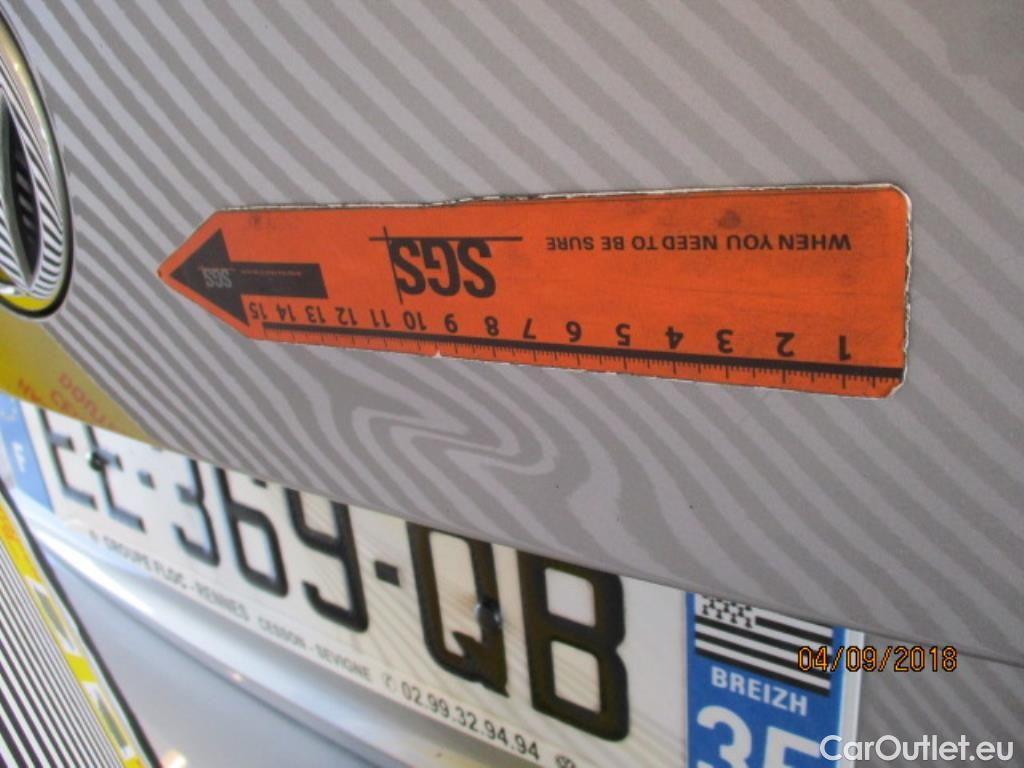 WHEN YOU NEED TO BE SURE
SGS
SGS
1 2 3 4 5 6 7 8 9 10 11 12 13 14 15
EE-369-QB
F
GROUPE FLOC - RENNES CESSON - SEVIGNE ✆ 02.99.32.94.94
BREIZH
35
04/09/2018
CarOutlet.eu